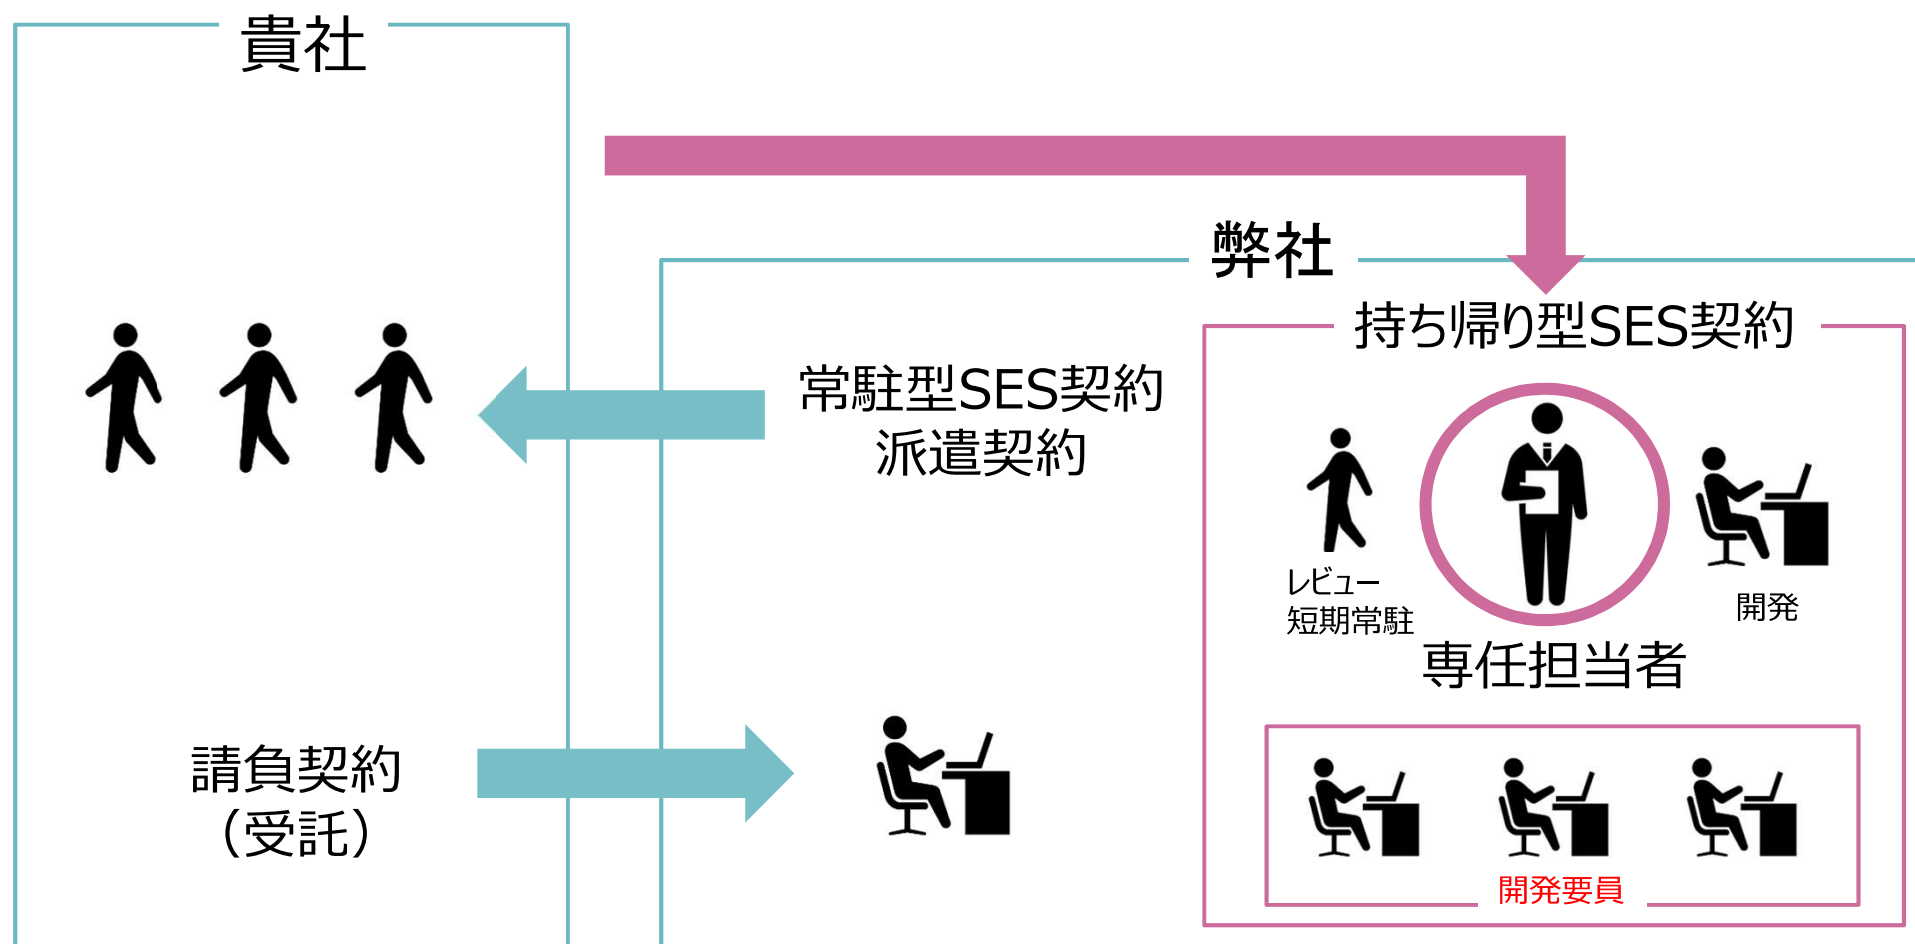 貴社
弊社
持ち帰り型SES契約
常駐型SES契約
派遣契約
レビュー
短期常駐
開発
専任担当者
請負契約
（受託）
開発要員